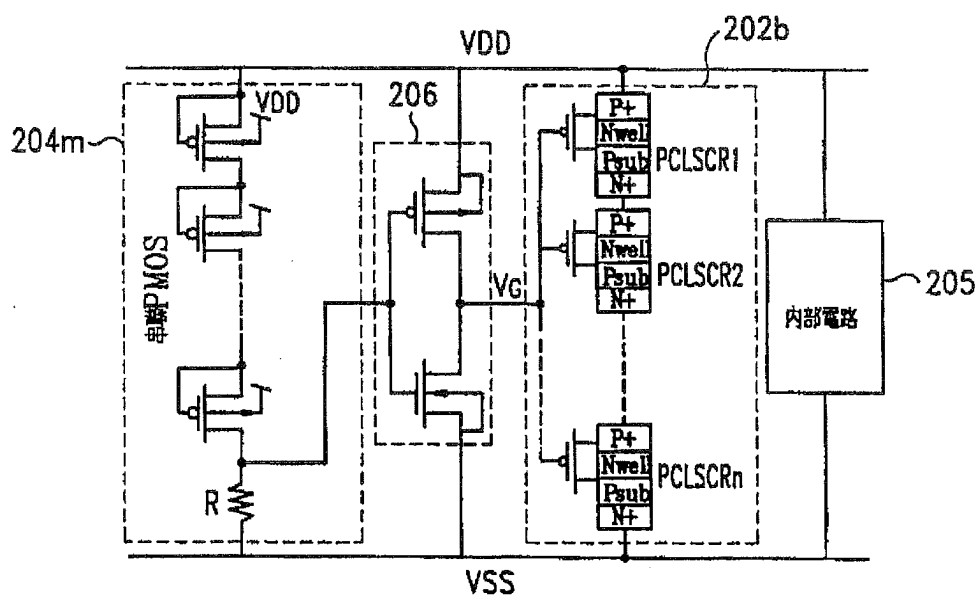 202b
VDD
206
204m
VDD
P+
Nwell
Psub
N+
PCLSCR1
串聯PMOS
P+
Nwell
Psub
N+
PCLSCR2
VG
205
內部電路
P+
Nwell
Psub
N+
PCLSCRn
R
VSS